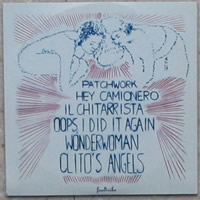 PATCHWORK
HEY CAMIONERO
IL CHITARRISTA
OOPS, I DID IT AGAIN
WONDERWOMAN
CLITO'S ANGELS